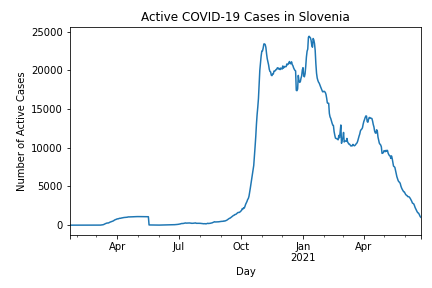 Active COVID-19 Cases in Slovenia
25000
20000
15000
10000
5000
0
Number of Active Cases
Apr Jul Oct Jan Apr
2021
Day